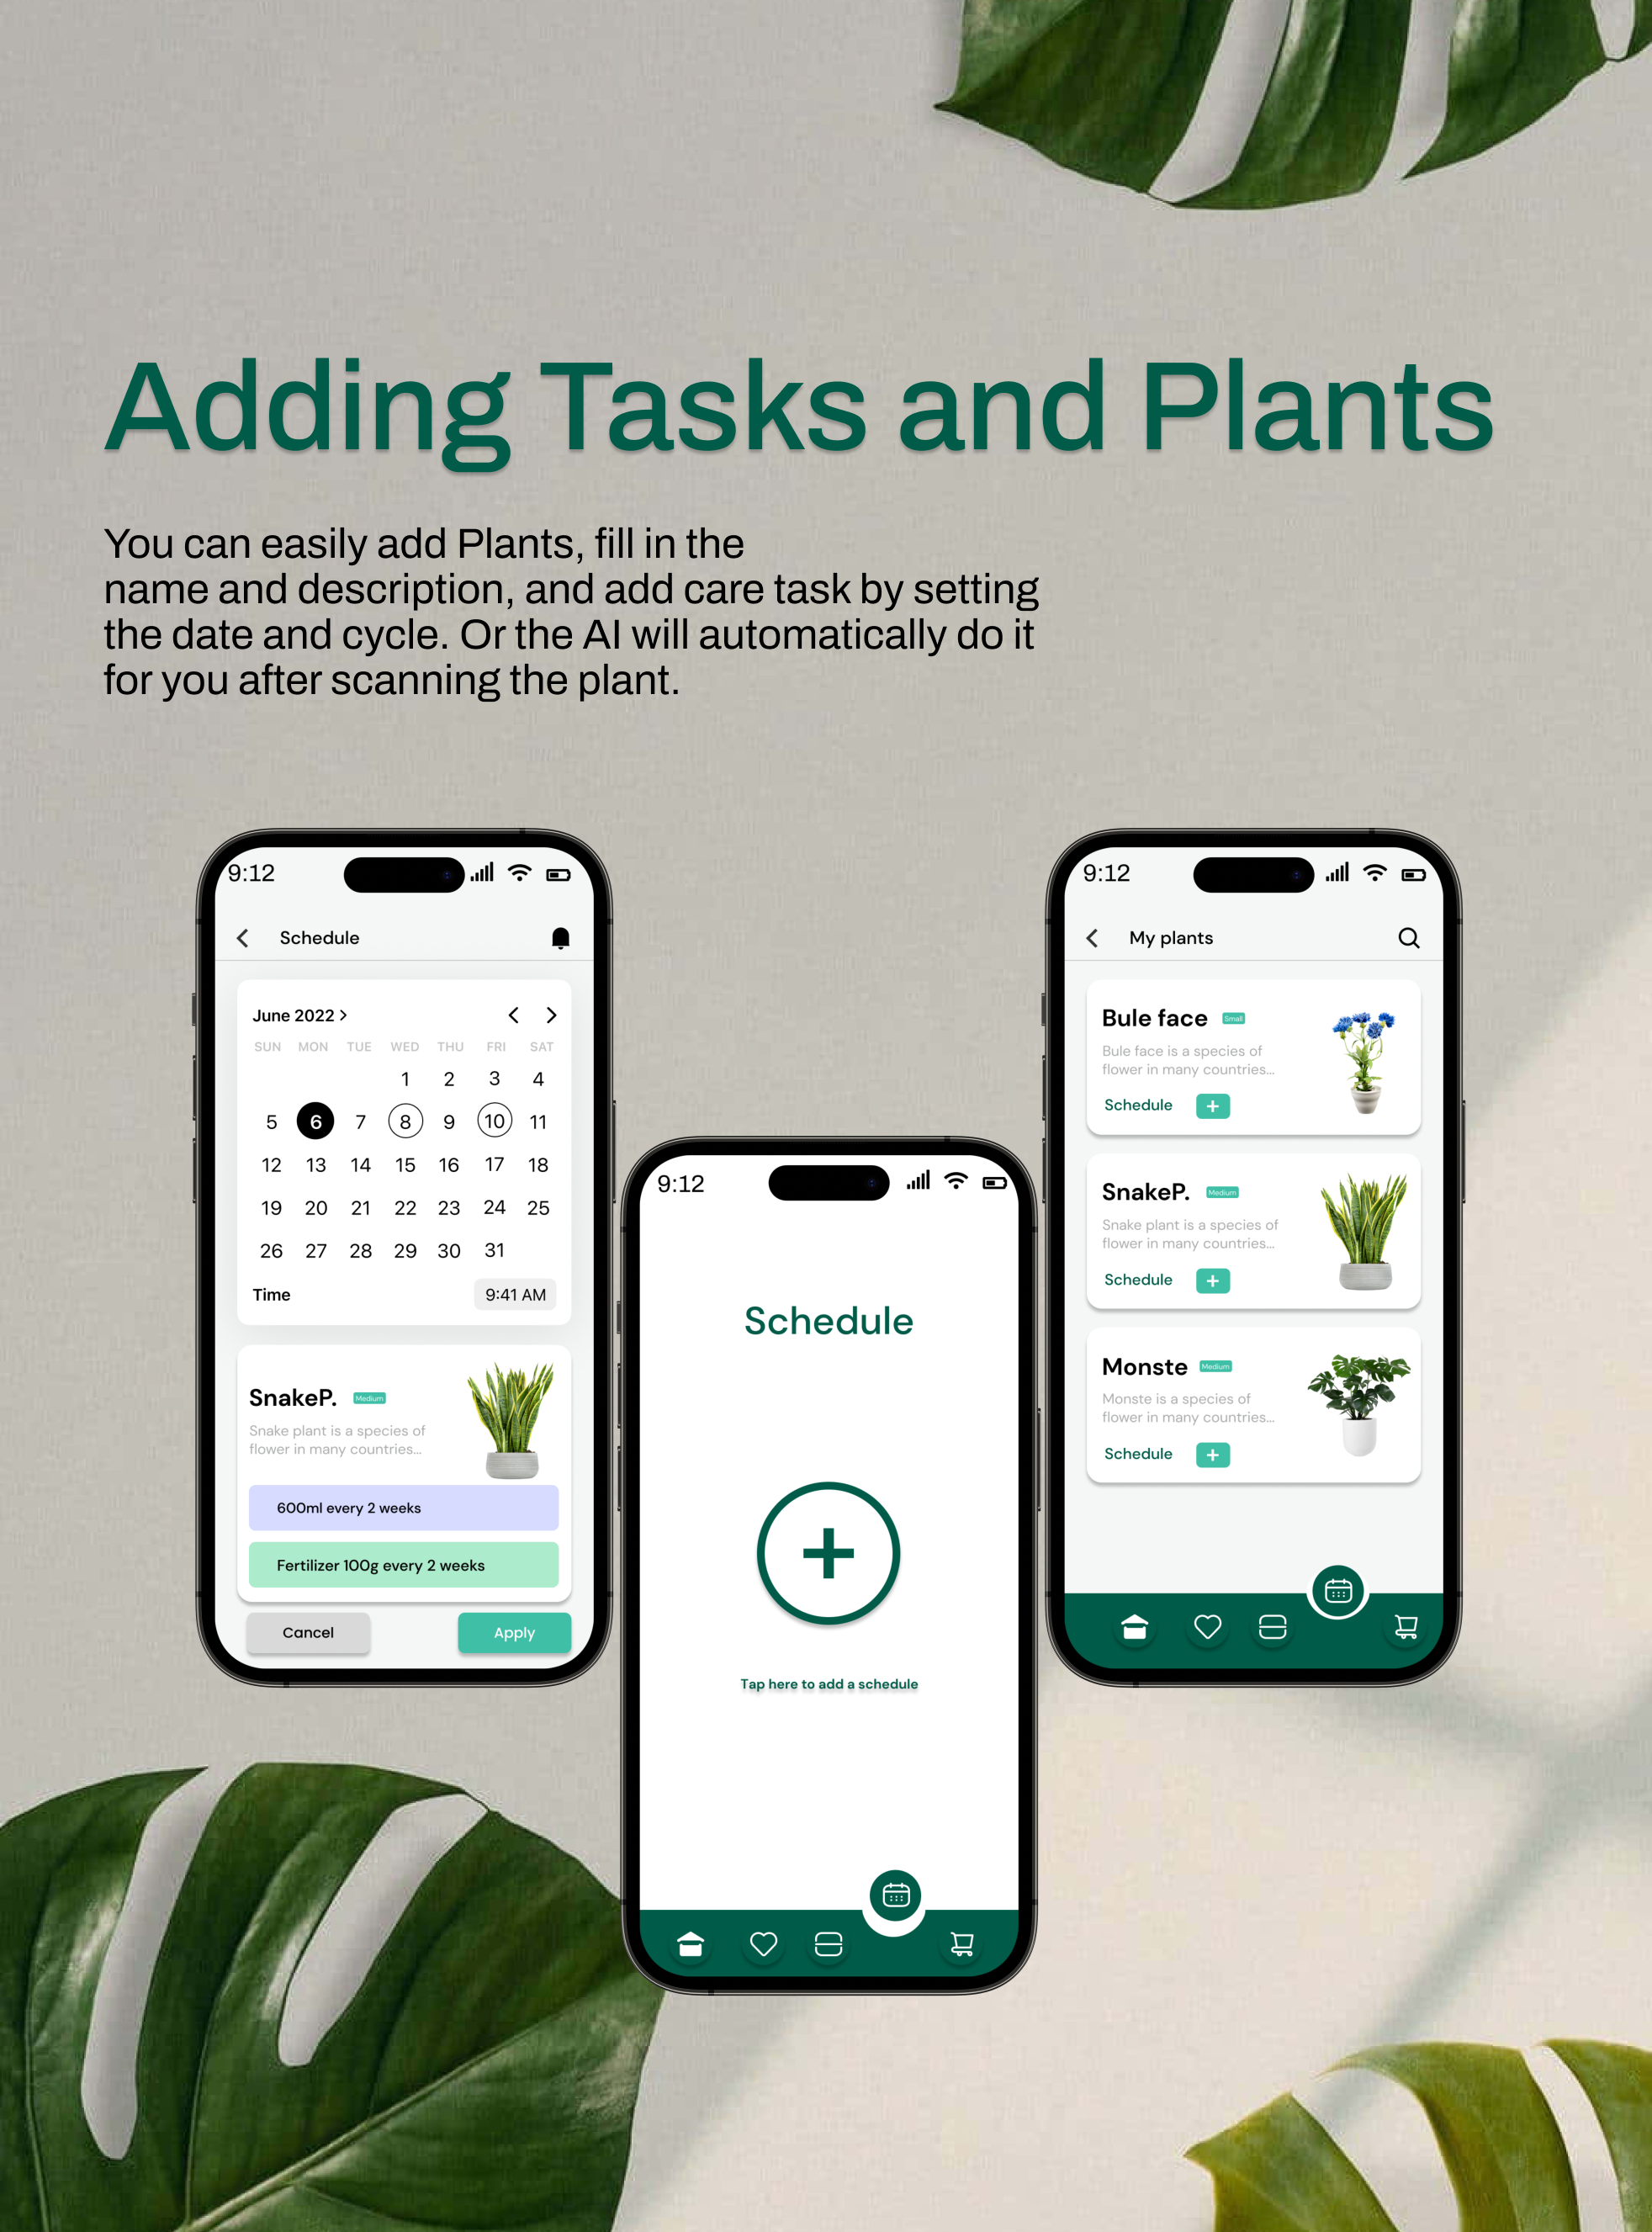 Adding Tasks and Plants
You can easily add Plants, fill in the
name and description, and add care task by setting
the date and cycle. Or the AI will automatically do it
for you after scanning the plant.
9:12
Schedule
June 2022 >
SUN MON TUE WED THU FRI SAT
1 2 3 4
5 6 7 8 9 10 11
12 13 14 15 16 17 18
19 20 21 22 23 24 25
26 27 28 29 30 31
Time 9:41 AM
SnakeP. Medium
Snake plant is a species of
flower in many countries...
600ml every 2 weeks
Fertilizer 100g every 2 weeks
Cancel Apply
9:12
Schedule
Tap here to add a schedule
9:12
My plants
Bule face Small
Bule face is a species of
flower in many countries...
Schedule +
SnakeP. Medium
Snake plant is a species of
flower in many countries...
Schedule +
Monste Medium
Monste is a species of
flower in many countries...
Schedule +